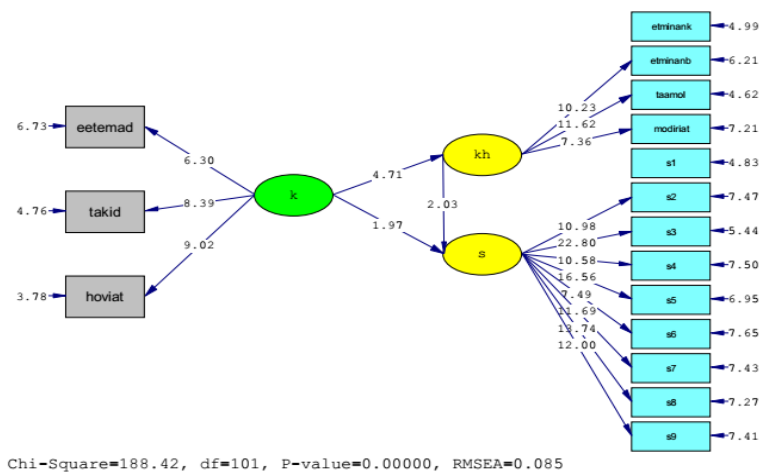 etminank
4.99
etminanb
6.21
taamol
4.62
modiriat
7.21
s1
4.83
s2
7.47
s3
5.44
s4
7.50
s5
6.95
s6
7.65
s7
7.43
s8
7.27
s9
7.41
6.73
eetemad
4.76
takid
3.78
hoviat
6.30
8.39
9.02
k
4.71
1.97
kh
2.03
s
10.23
11.62
7.36
10.98
22.80
10.58
16.56
7.49
11.69
13.74
12.00
Chi-Square=188.42, df=101, P-value=0.00000, RMSEA=0.085